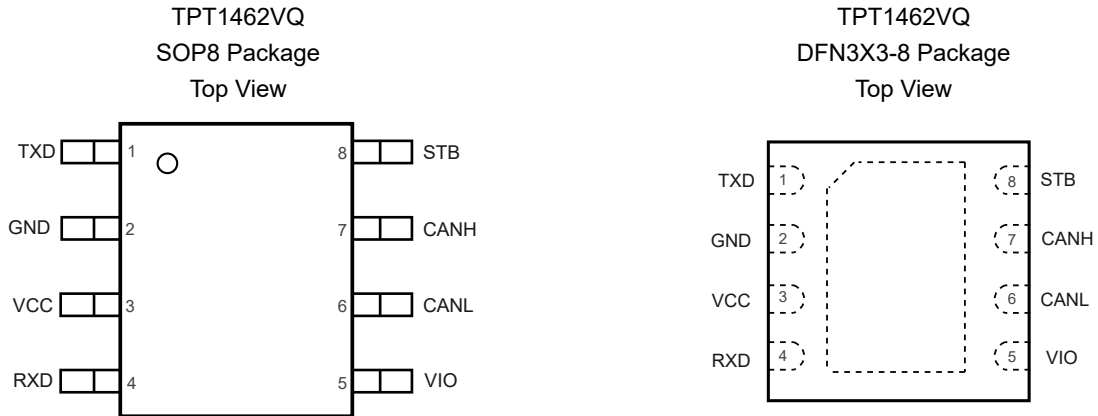 TPT1462VQ
SOP8 Package
Top View
TXD 1 8 STB
GND 2 7 CANH
VCC 3 6 CANL
RXD 4 5 VIO
TPT1462VQ
DFN3X3-8 Package
Top View
TXD 1 8 STB
GND 2 7 CANH
VCC 3 6 CANL
RXD 4 5 VIO